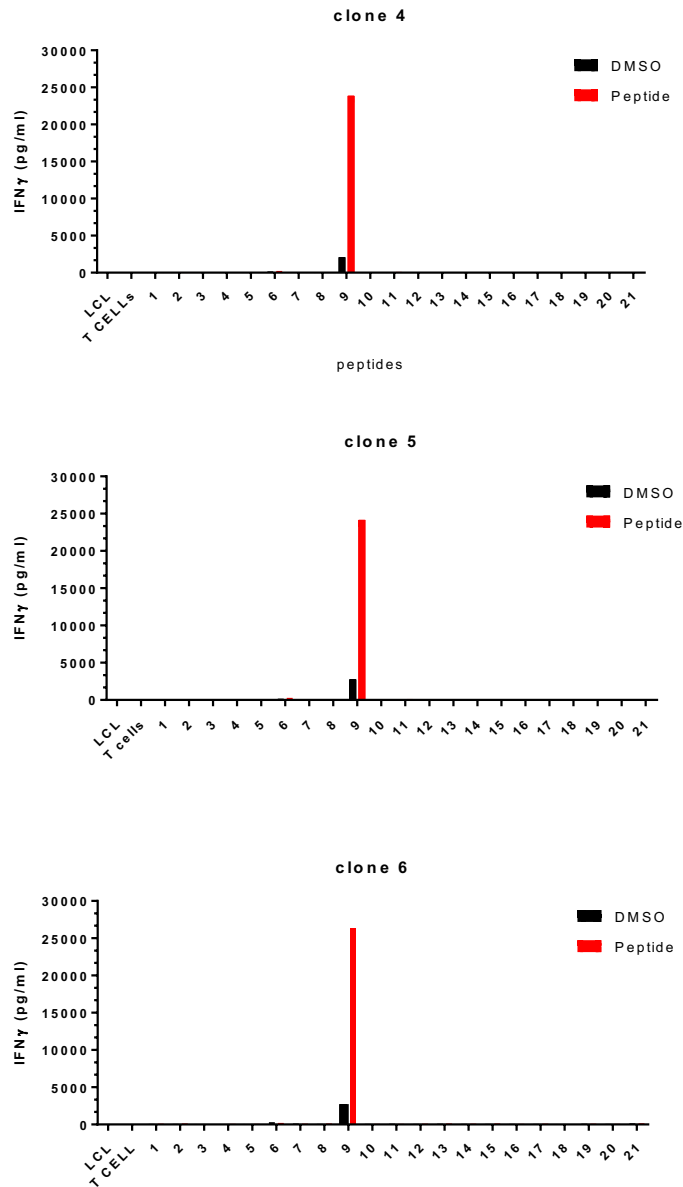 clone 4
30000
25000
20000
15000
10000
5000
0
IFNγ (pg/ml)
DMSO
Peptide
LCL T CELLs 1 2 3 4 5 6 7 8 9 10 11 12 13 14 15 16 17 18 19 20 21
peptides
clone 5
30000
25000
20000
15000
10000
5000
0
IFNγ (pg/ml)
DMSO
Peptide
LCL T cells 1 2 3 4 5 6 7 8 9 10 11 12 13 14 15 16 17 18 19 20 21
clone 6
30000
25000
20000
15000
10000
5000
0
IFNγ (pg/ml)
DMSO
Peptide
LCL T CELL 1 2 3 4 5 6 7 8 9 10 11 12 13 14 15 16 17 18 19 20 21